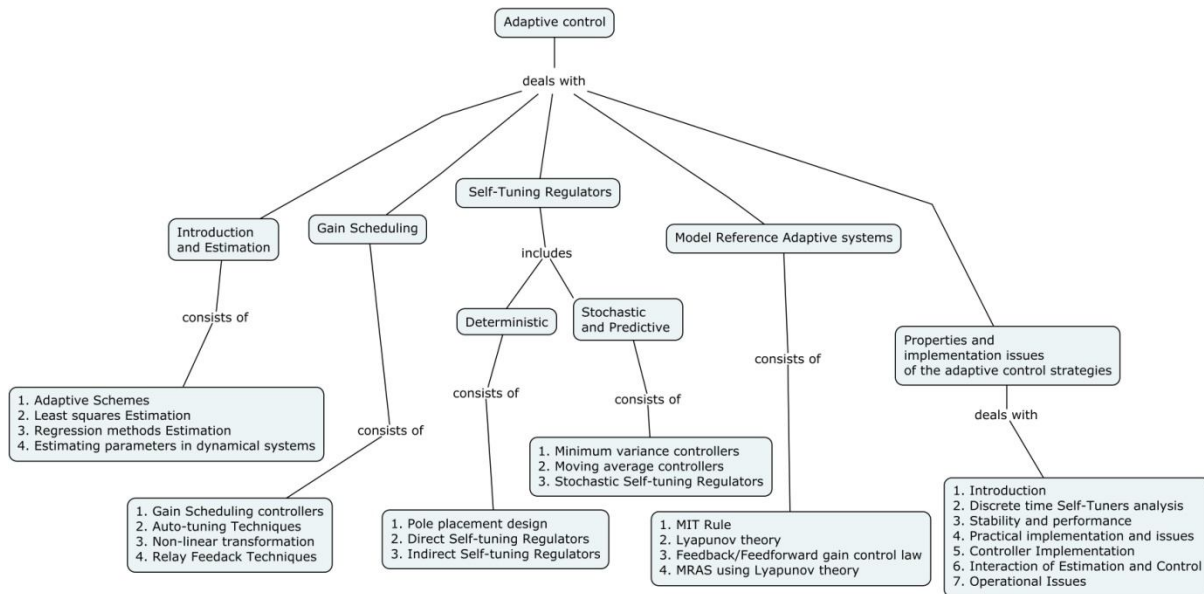 Adaptive control
deals with
Self-Tuning Regulators
Introduction
and Estimation
Gain Scheduling
Model Reference Adaptive systems
includes
consists of
Deterministic
Stochastic
and Predictive
Properties and
implementation issues
of the adaptive control strategies
consists of
consists of
consists of
deals with
1. Adaptive Schemes
2. Least squares Estimation
3. Regression methods Estimation
4. Estimating parameters in dynamical systems
consists of
1. Minimum variance controllers
2. Moving average controllers
3. Stochastic Self-tuning Regulators
1. Gain Scheduling controllers
2. Auto-tuning Techniques
3. Non-linear transformation
4. Relay Feedack Techniques
1. Pole placement design
2. Direct Self-tuning Regulators
3. Indirect Self-tuning Regulators
1. MIT Rule
2. Lyapunov theory
3. Feedback/Feedforward gain control law
4. MRAS using Lyapunov theory
1. Introduction
2. Discrete time Self-Tuners analysis
3. Stability and performance
4. Practical implementation and issues
5. Controller Implementation
6. Interaction of Estimation and Control
7. Operational Issues